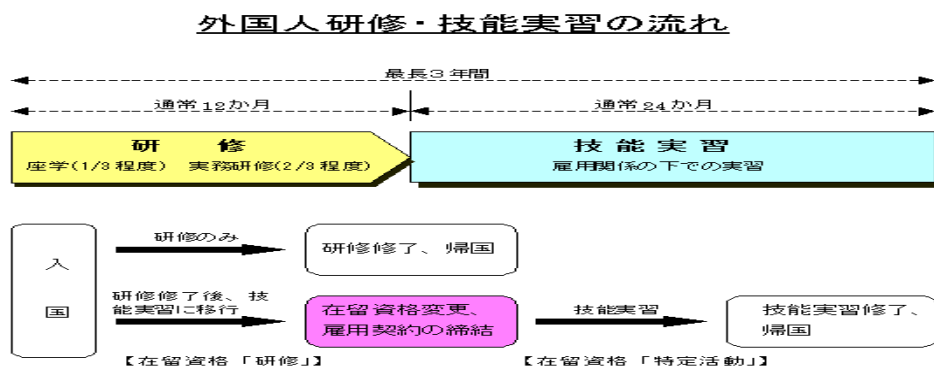 外国人研修・技能実習の流れ
最長3年間
通常12か月
通常24か月
研　修
座学(1/3程度)　実務研修(2/3程度)
技能実習
雇用関係の下での実習
入国
研修のみ
研修修了、帰国
研修修了後、技
能実習に移行
在留資格変更、
雇用契約の締結
技能実習
技能実習修了、
帰国
【在留資格「研修」】
【在留資格「特定活動」】